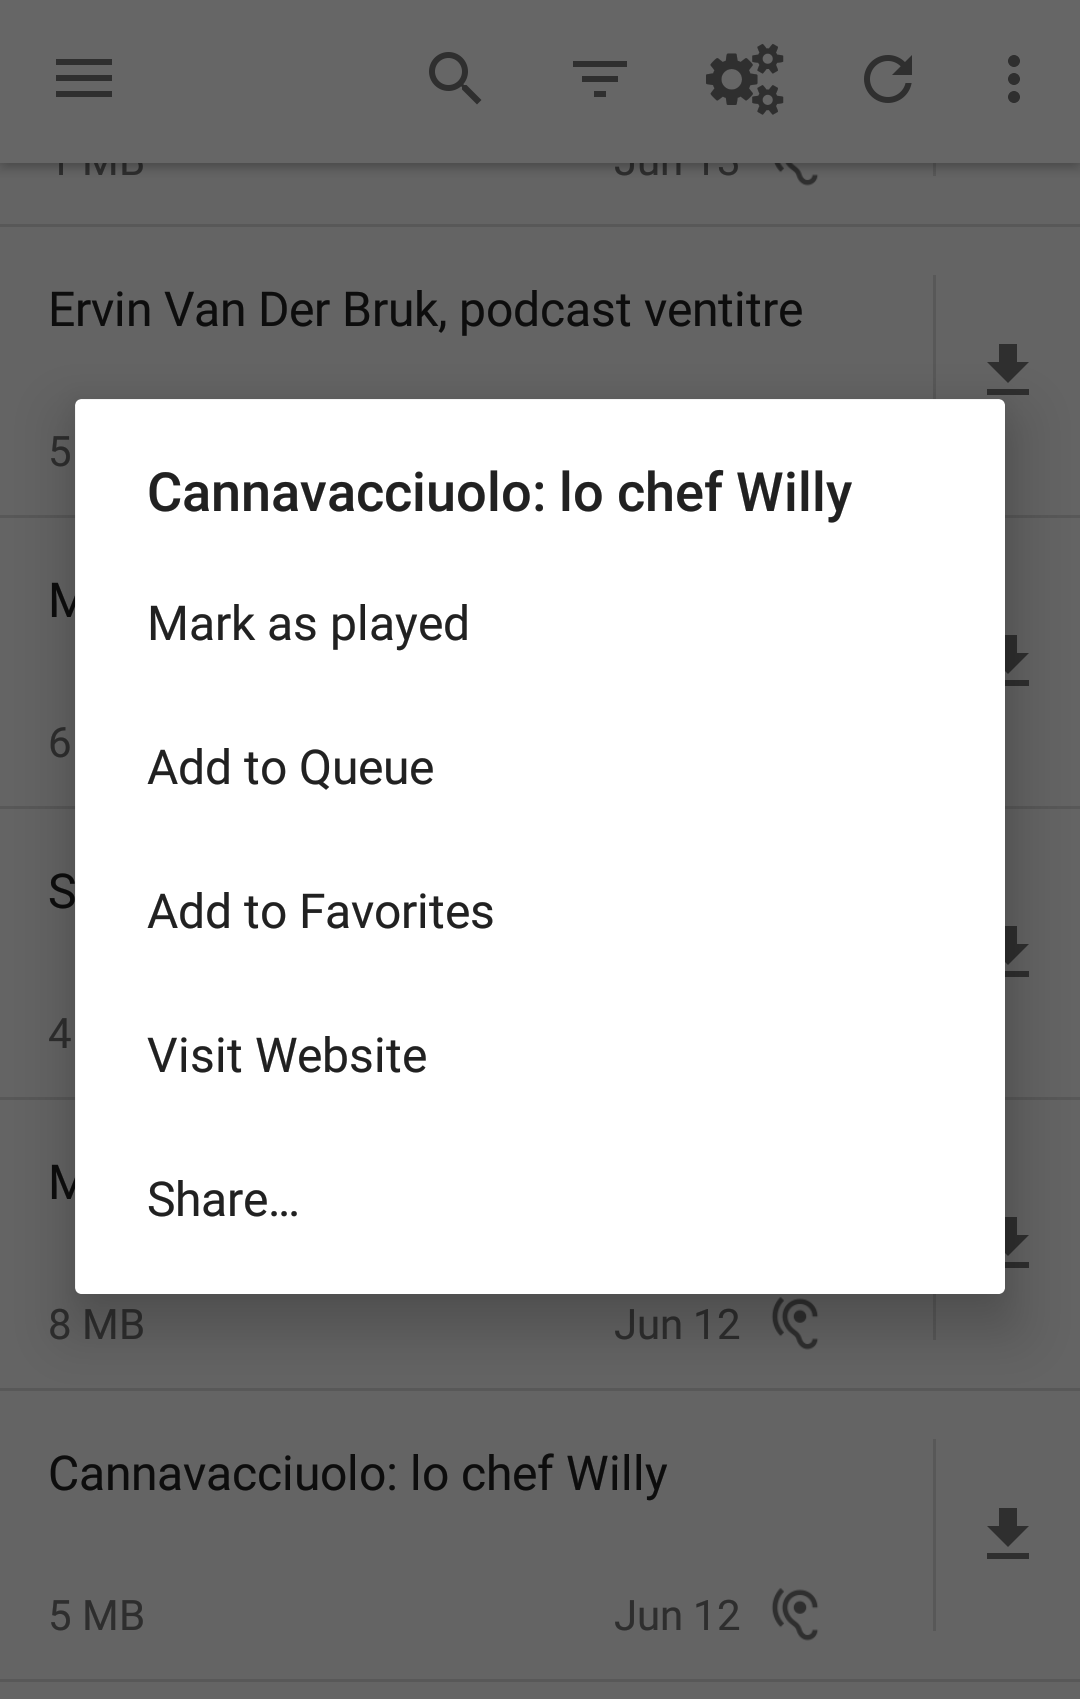 1 MB Jun 13
Ervin Van Der Bruk, podcast ventitre
5
Cannavacciuolo: lo chef Willy
Mark as played
M
Add to Queue
6
Add to Favorites
S
Visit Website
4
Share…
M
8 MB Jun 12
Cannavacciuolo: lo chef Willy
5 MB Jun 12